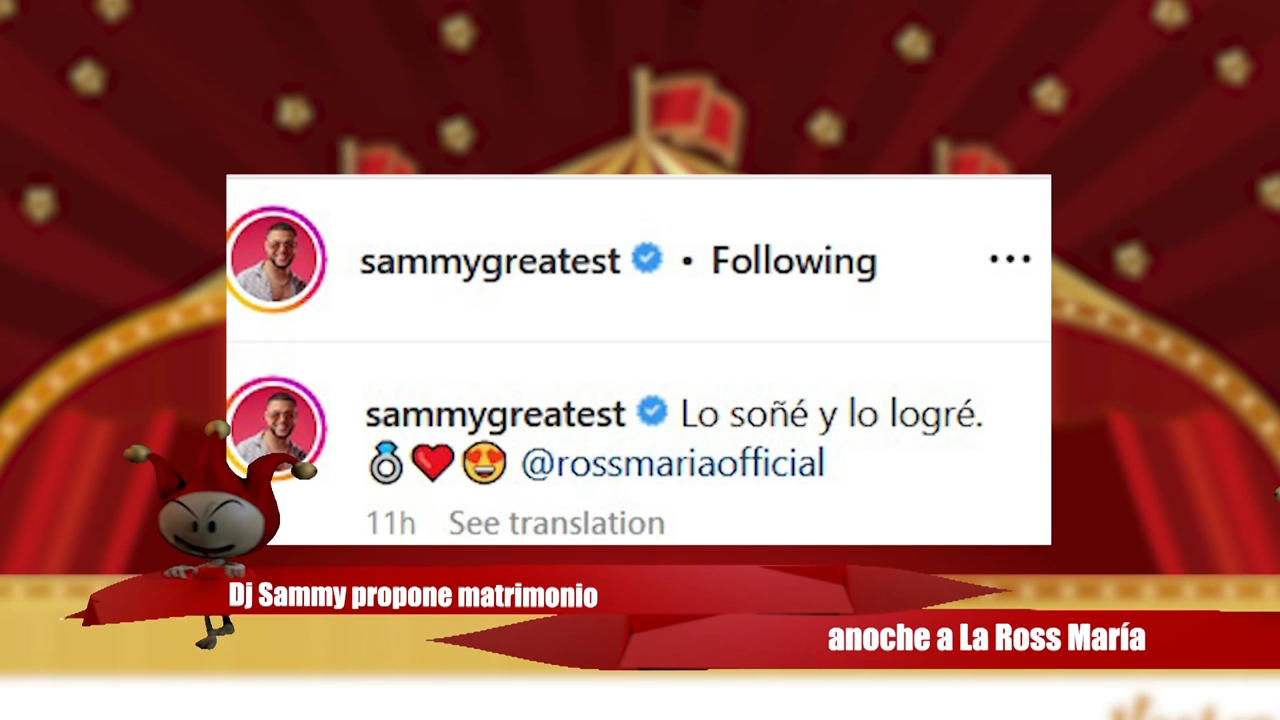 sammygreatest • Following ...
sammygreatest Lo soñé y lo logré.
💍❤️😍 @rossmariaofficial
11h See translation
Dj Sammy propone matrimonio
anoche a La Ross María